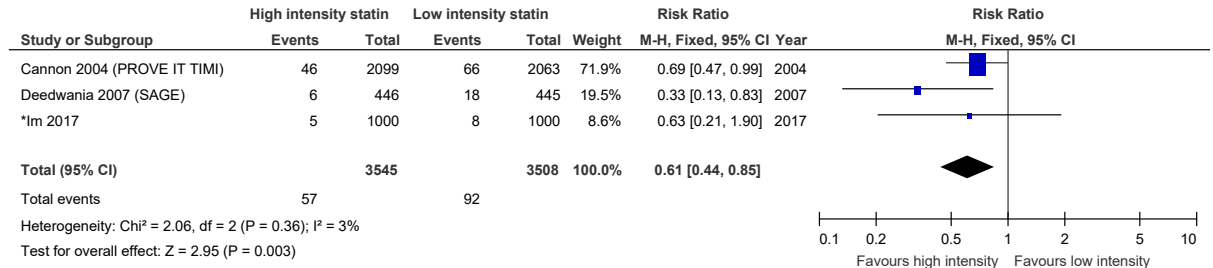 High intensity statin Low intensity statin Risk Ratio Risk Ratio
Study or Subgroup Events Total Events Total Weight M-H, Fixed, 95% CI Year M-H, Fixed, 95% CI
Cannon 2004 (PROVE IT TIMI) 46 2099 66 2063 71.9% 0.69 [0.47, 0.99] 2004
Deedwania 2007 (SAGE) 6 446 18 445 19.5% 0.33 [0.13, 0.83] 2007
*Im 2017 5 1000 8 1000 8.6% 0.63 [0.21, 1.90] 2017
Total (95% CI) 3545 3508 100.0% 0.61 [0.44, 0.85]
Total events 57 92
Heterogeneity: Chi² = 2.06, df = 2 (P = 0.36); I² = 3%
Test for overall effect: Z = 2.95 (P = 0.003)
0.1 0.2 0.5 1 2 5 10
Favours high intensity Favours low intensity